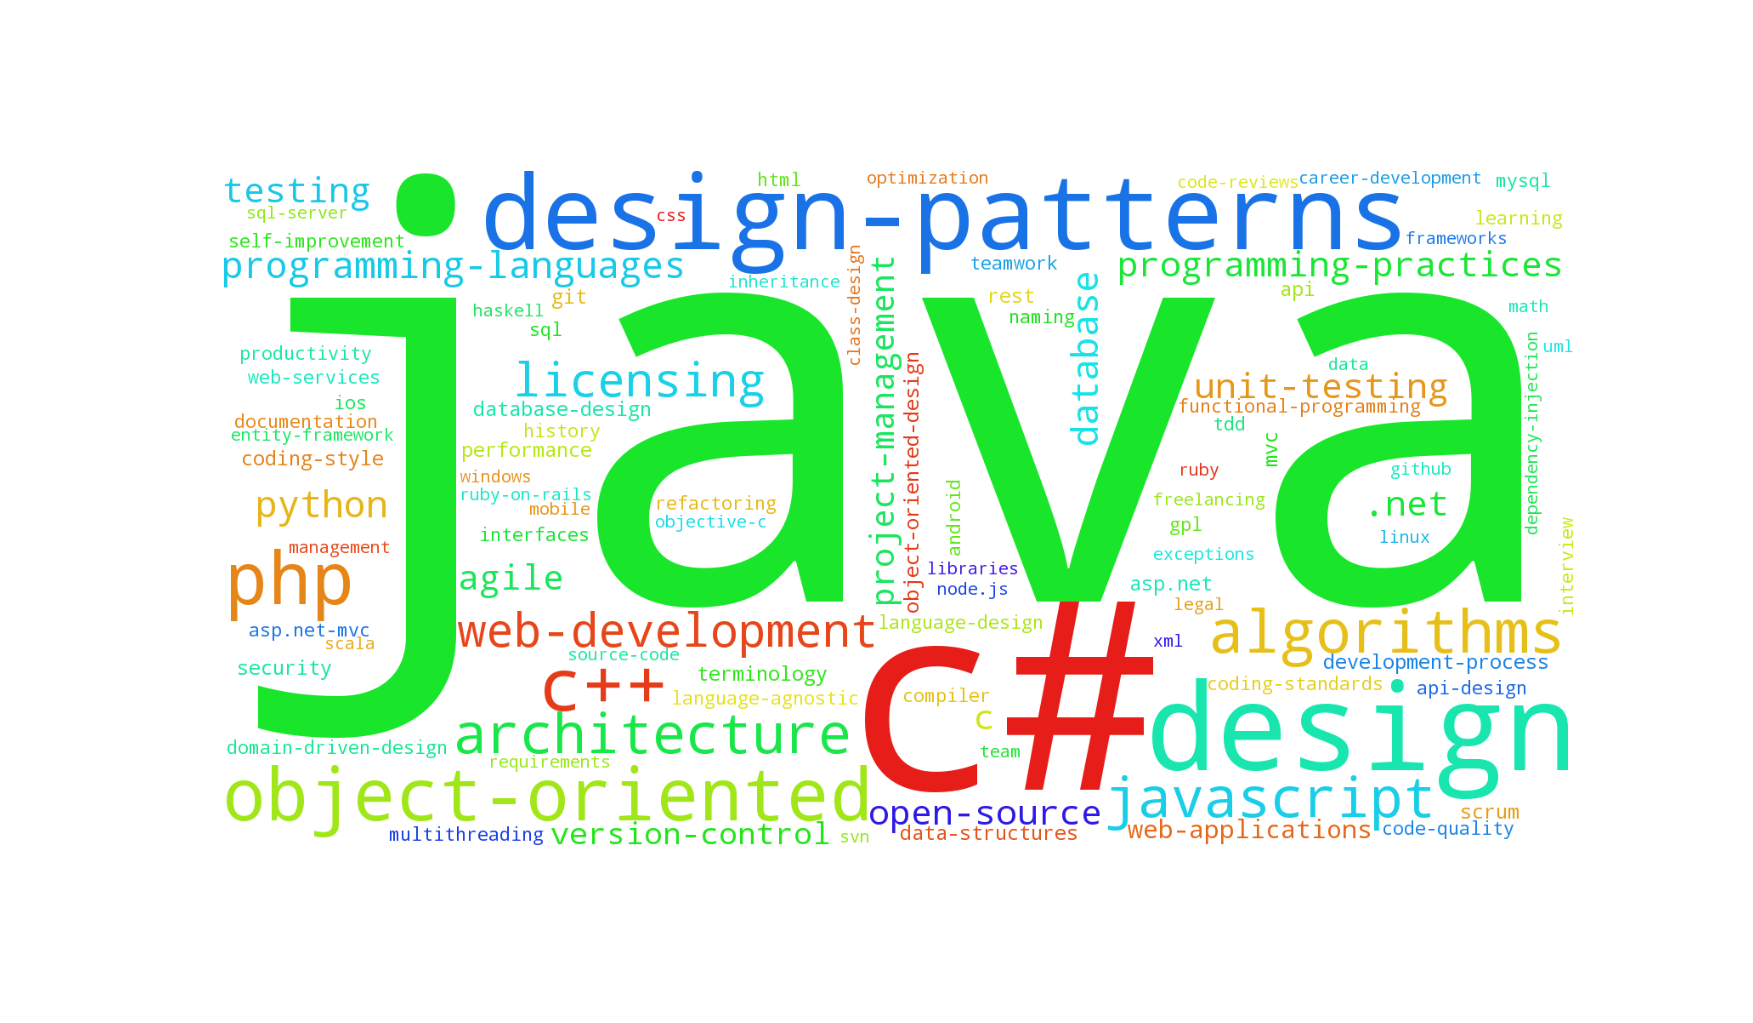 testing
design-patterns
html
optimization
code-reviews
career-development
mysql
sql-server
css
learning
self-improvement
frameworks
programming-languages
inheritance
class-design
project-management
teamwork
database
programming-practices
git
rest
api
haskell
sql
naming
math
productivity
java
object-oriented-design
data
dependency-injection
uml
web-services
licensing
unit-testing
ios
database-design
functional-programming
documentation
history
tdd
entity-framework
performance
mvc
coding-style
windows
ruby
github
ruby-on-rails
refactoring
android
freelancing
.net
python
mobile
objective-c
gpl
interfaces
linux
interview
management
exceptions
php
agile
libraries
node.js
asp.net
legal
asp.net-mvc
web-development
language-design
c#
xml
algorithms
scala
source-code
development-process
security
c++
terminology
language-agnostic
compiler
coding-standards
api-design
architecture
c
design
domain-driven-design
requirements
team
object-oriented
open-source
javascript
scrum
multithreading
version-control
svn
data-structures
web-applications
code-quality